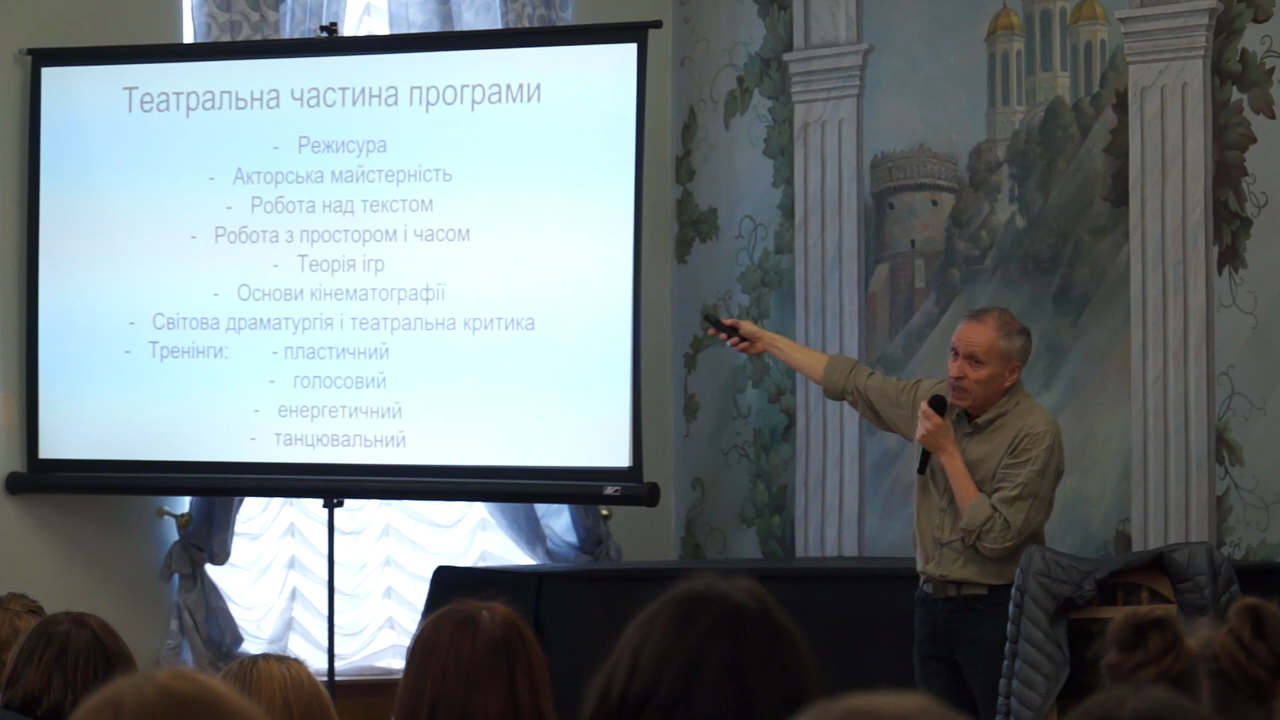 Театральна частина програми
- Режисура
- Акторська майстерність
- Робота над текстом
- Робота з простором і часом
- Теорія ігр
- Основи кінематографії
- Світова драматургія і театральна критика
- Тренінги: - пластичний
- голосовий
- енергетичний
- танцювальний